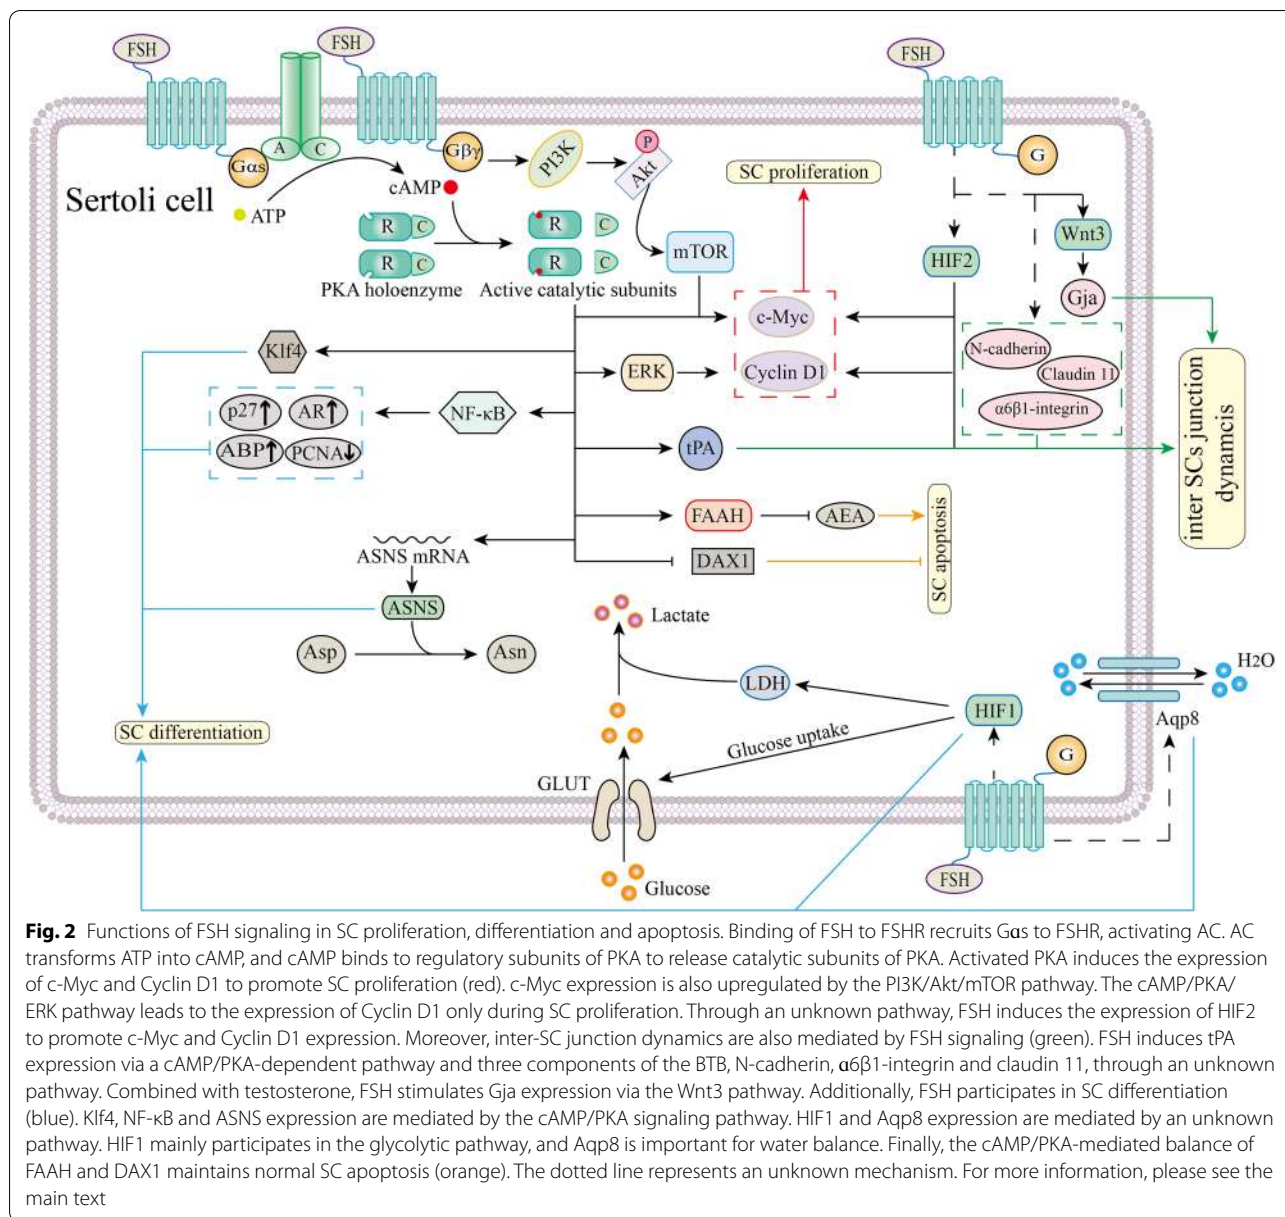 FSH
FSH
FSH
A
C
Gαs
Gβγ
PI3K
P
Akt
G
Sertoli cell
ATP
cAMP
SC proliferation
R
C
R
C
R
C
R
C
PKA holoenzyme
Active catalytic subunits
mTOR
HIF2
Wnt3
Gja
c-Myc
Cyclin D1
N-cadherin
Claudin 11
α6β1-integrin
Klf4
ERK
p27↑
AR↑
ABP↑
PCNA↓
NF-κB
tPA
inter SCs junction
dynamcis
FAAH
AEA
DAX1
SC apoptosis
ASNS mRNA
ASNS
Asp
Asn
Lactate
LDH
HIF1
H2O
Aqp8
SC differentiation
Glucose uptake
GLUT
G
Glucose
FSH
Fig. 2 Functions of FSH signaling in SC proliferation, differentiation and apoptosis. Binding of FSH to FSHR recruits Gαs to FSHR, activating AC. AC
transforms ATP into cAMP, and cAMP binds to regulatory subunits of PKA to release catalytic subunits of PKA. Activated PKA induces the expression
of c-Myc and Cyclin D1 to promote SC proliferation (red). c-Myc expression is also upregulated by the PI3K/Akt/mTOR pathway. The cAMP/PKA/
ERK pathway leads to the expression of Cyclin D1 only during SC proliferation. Through an unknown pathway, FSH induces the expression of HIF2
to promote c-Myc and Cyclin D1 expression. Moreover, inter-SC junction dynamics are also mediated by FSH signaling (green). FSH induces tPA
expression via a cAMP/PKA-dependent pathway and three components of the BTB, N-cadherin, α6β1-integrin and claudin 11, through an unknown
pathway. Combined with testosterone, FSH stimulates Gja expression via the Wnt3 pathway. Additionally, FSH participates in SC differentiation
(blue). Klf4, NF-κB and ASNS expression are mediated by the cAMP/PKA signaling pathway. HIF1 and Aqp8 expression are mediated by an unknown
pathway. HIF1 mainly participates in the glycolytic pathway, and Aqp8 is important for water balance. Finally, the cAMP/PKA-mediated balance of
FAAH and DAX1 maintains normal SC apoptosis (orange). The dotted line represents an unknown mechanism. For more information, please see the
main text